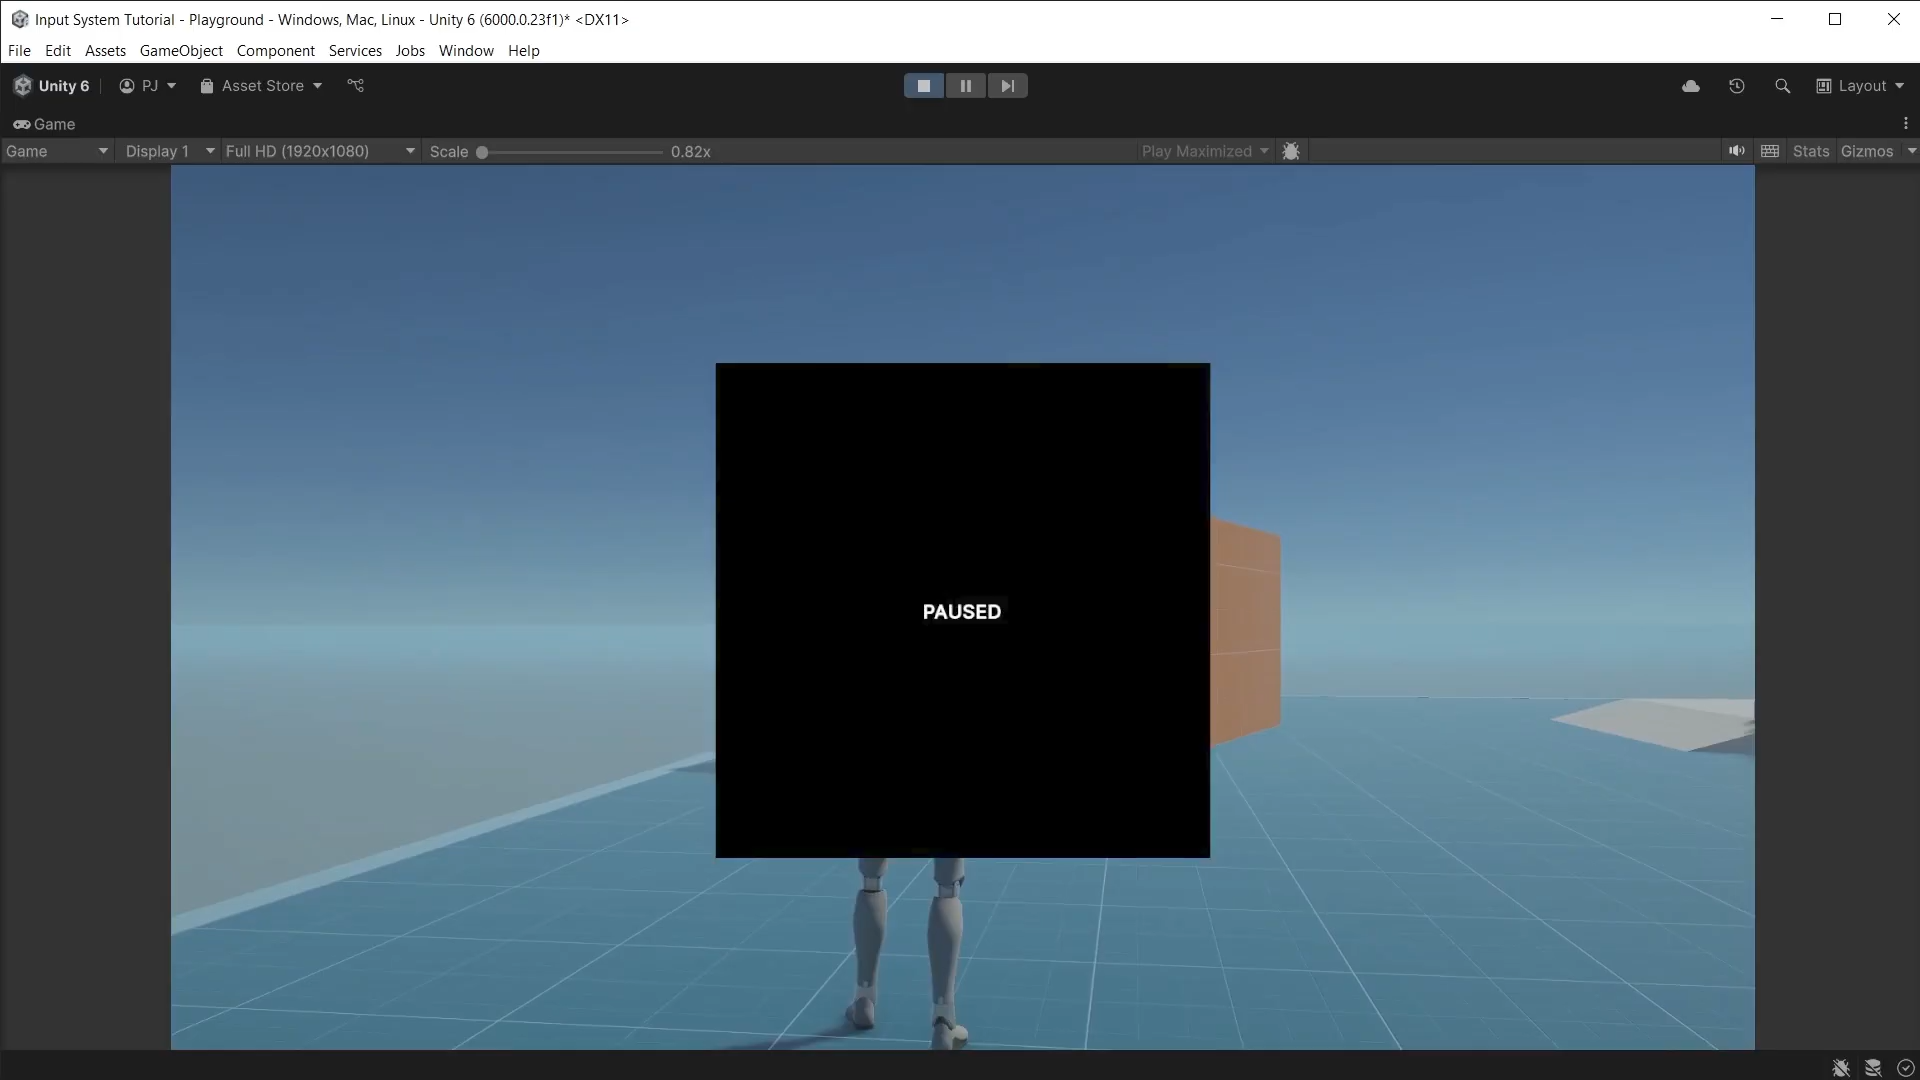 Input System Tutorial - Playground - Windows, Mac, Linux - Unity 6 (6000.0.23f1)* <DX11>
File Edit Assets GameObject Component Services Jobs Window Help
Unity 6 PJ Asset Store Layout
Game
Game Display 1 Full HD (1920x1080) Scale 0.82x Play Maximized Stats Gizmos
PAUSED